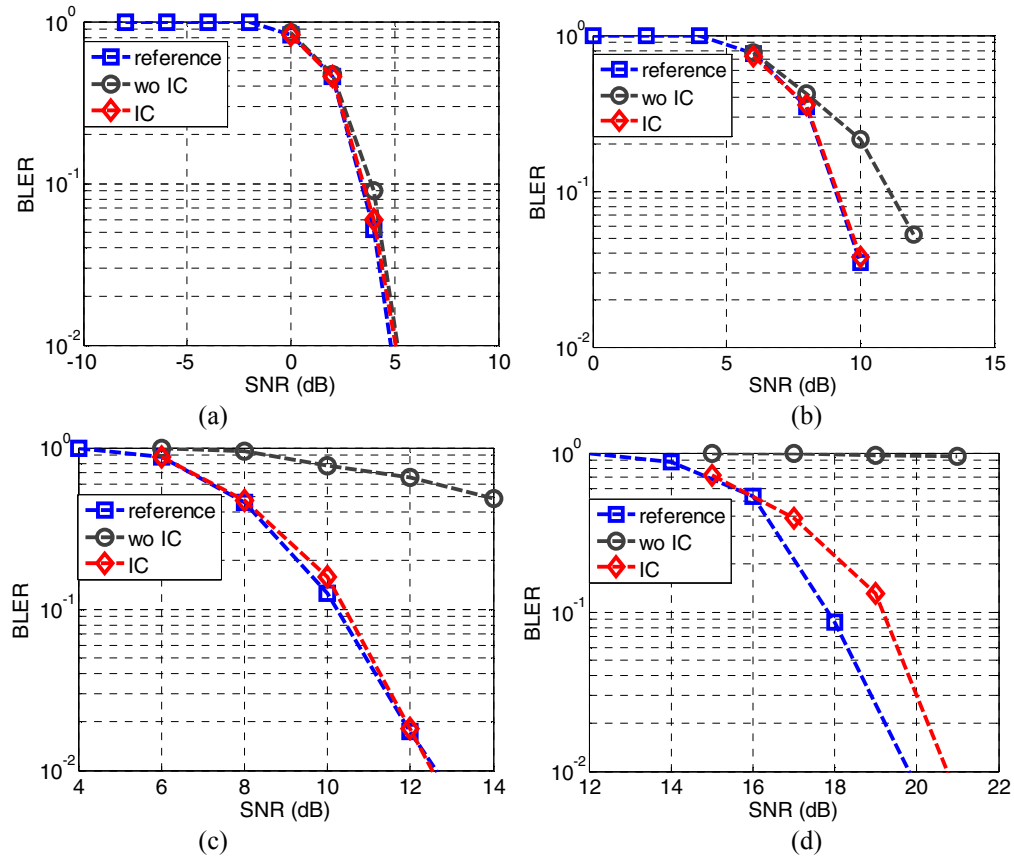 10^0
10^-1
10^-2
BLER
reference
wo IC
IC
-10 -5 0 5 10
SNR (dB)
(a)
10^0
10^-1
10^-2
BLER
reference
wo IC
IC
0 5 10 15
SNR (dB)
(b)
10^0
10^-1
10^-2
BLER
reference
wo IC
IC
4 6 8 10 12 14
SNR (dB)
(c)
10^0
10^-1
10^-2
BLER
reference
wo IC
IC
12 14 16 18 20 22
SNR (dB)
(d)